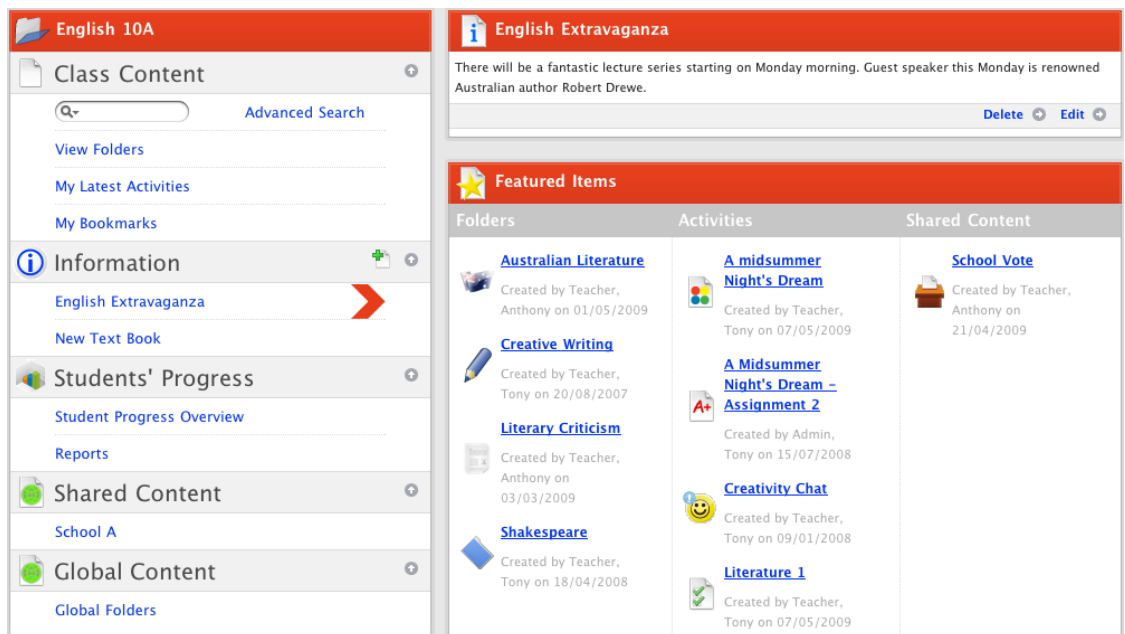 English 10A
Class Content
Advanced Search
View Folders
My Latest Activities
My Bookmarks
Information
English Extravaganza
New Text Book
Students' Progress
Student Progress Overview
Reports
Shared Content
School A
Global Content
Global Folders
English Extravaganza
There will be a fantastic lecture series starting on Monday morning. Guest speaker this Monday is renowned
Australian author Robert Drewe.
Delete Edit
Featured Items
Folders
Australian Literature
Created by Teacher,
Anthony on 01/05/2009
Creative Writing
Created by Teacher,
Tony on 20/08/2007
Literary Criticism
Created by Teacher,
Anthony on
03/03/2009
Shakespeare
Created by Teacher,
Tony on 18/04/2008
Activities
A midsummer
Night's Dream
Created by Teacher,
Tony on 07/05/2009
A Midsummer
Night's Dream –
Assignment 2
A+
Created by Admin,
Tony on 15/07/2008
Creativity Chat
Created by Teacher,
Tony on 09/01/2008
Literature 1
Created by Teacher,
Tony on 07/05/2009
Shared Content
School Vote
Created by Teacher,
Anthony on
21/04/2009